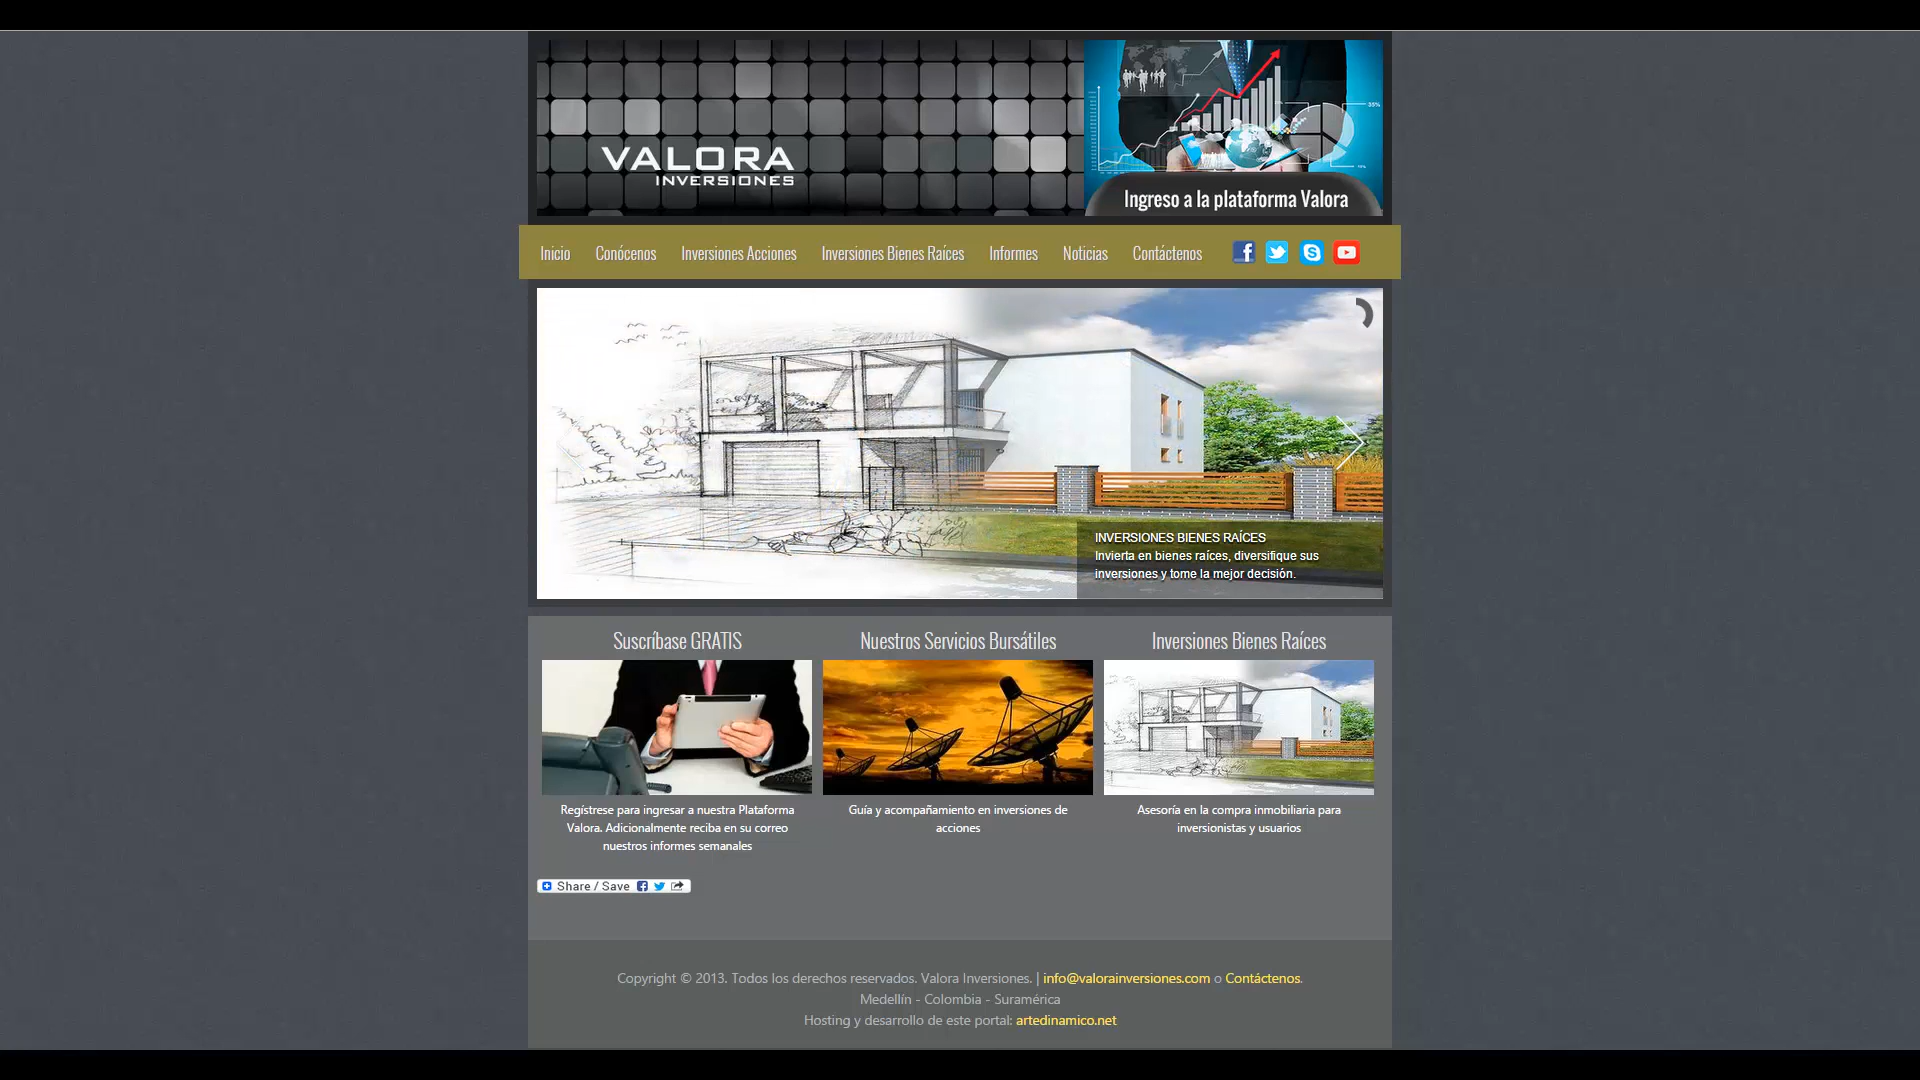 VALORA
INVERSIONES
Ingreso a la plataforma Valora
Inicio
Conócenos
Inversiones Acciones
Inversiones Bienes Raíces
Informes
Noticias
Contáctenos
INVERSIONES BIENES RAÍCES
Invierta en bienes raíces, diversifique sus
inversiones y tome la mejor decisión.
Suscríbase GRATIS
Regístrese para ingresar a nuestra Plataforma
Valora. Adicionalmente reciba en su correo
nuestros informes semanales
Nuestros Servicios Bursátiles
Guía y acompañamiento en inversiones de
acciones
Inversiones Bienes Raíces
Asesoría en la compra inmobiliaria para
inversionistas y usuarios
Share / Save
Copyright © 2013. Todos los derechos reservados. Valora Inversiones. | info@valorainversiones.com o Contáctenos.
Medellín - Colombia - Suramérica
Hosting y desarrollo de este portal: artedinamico.net